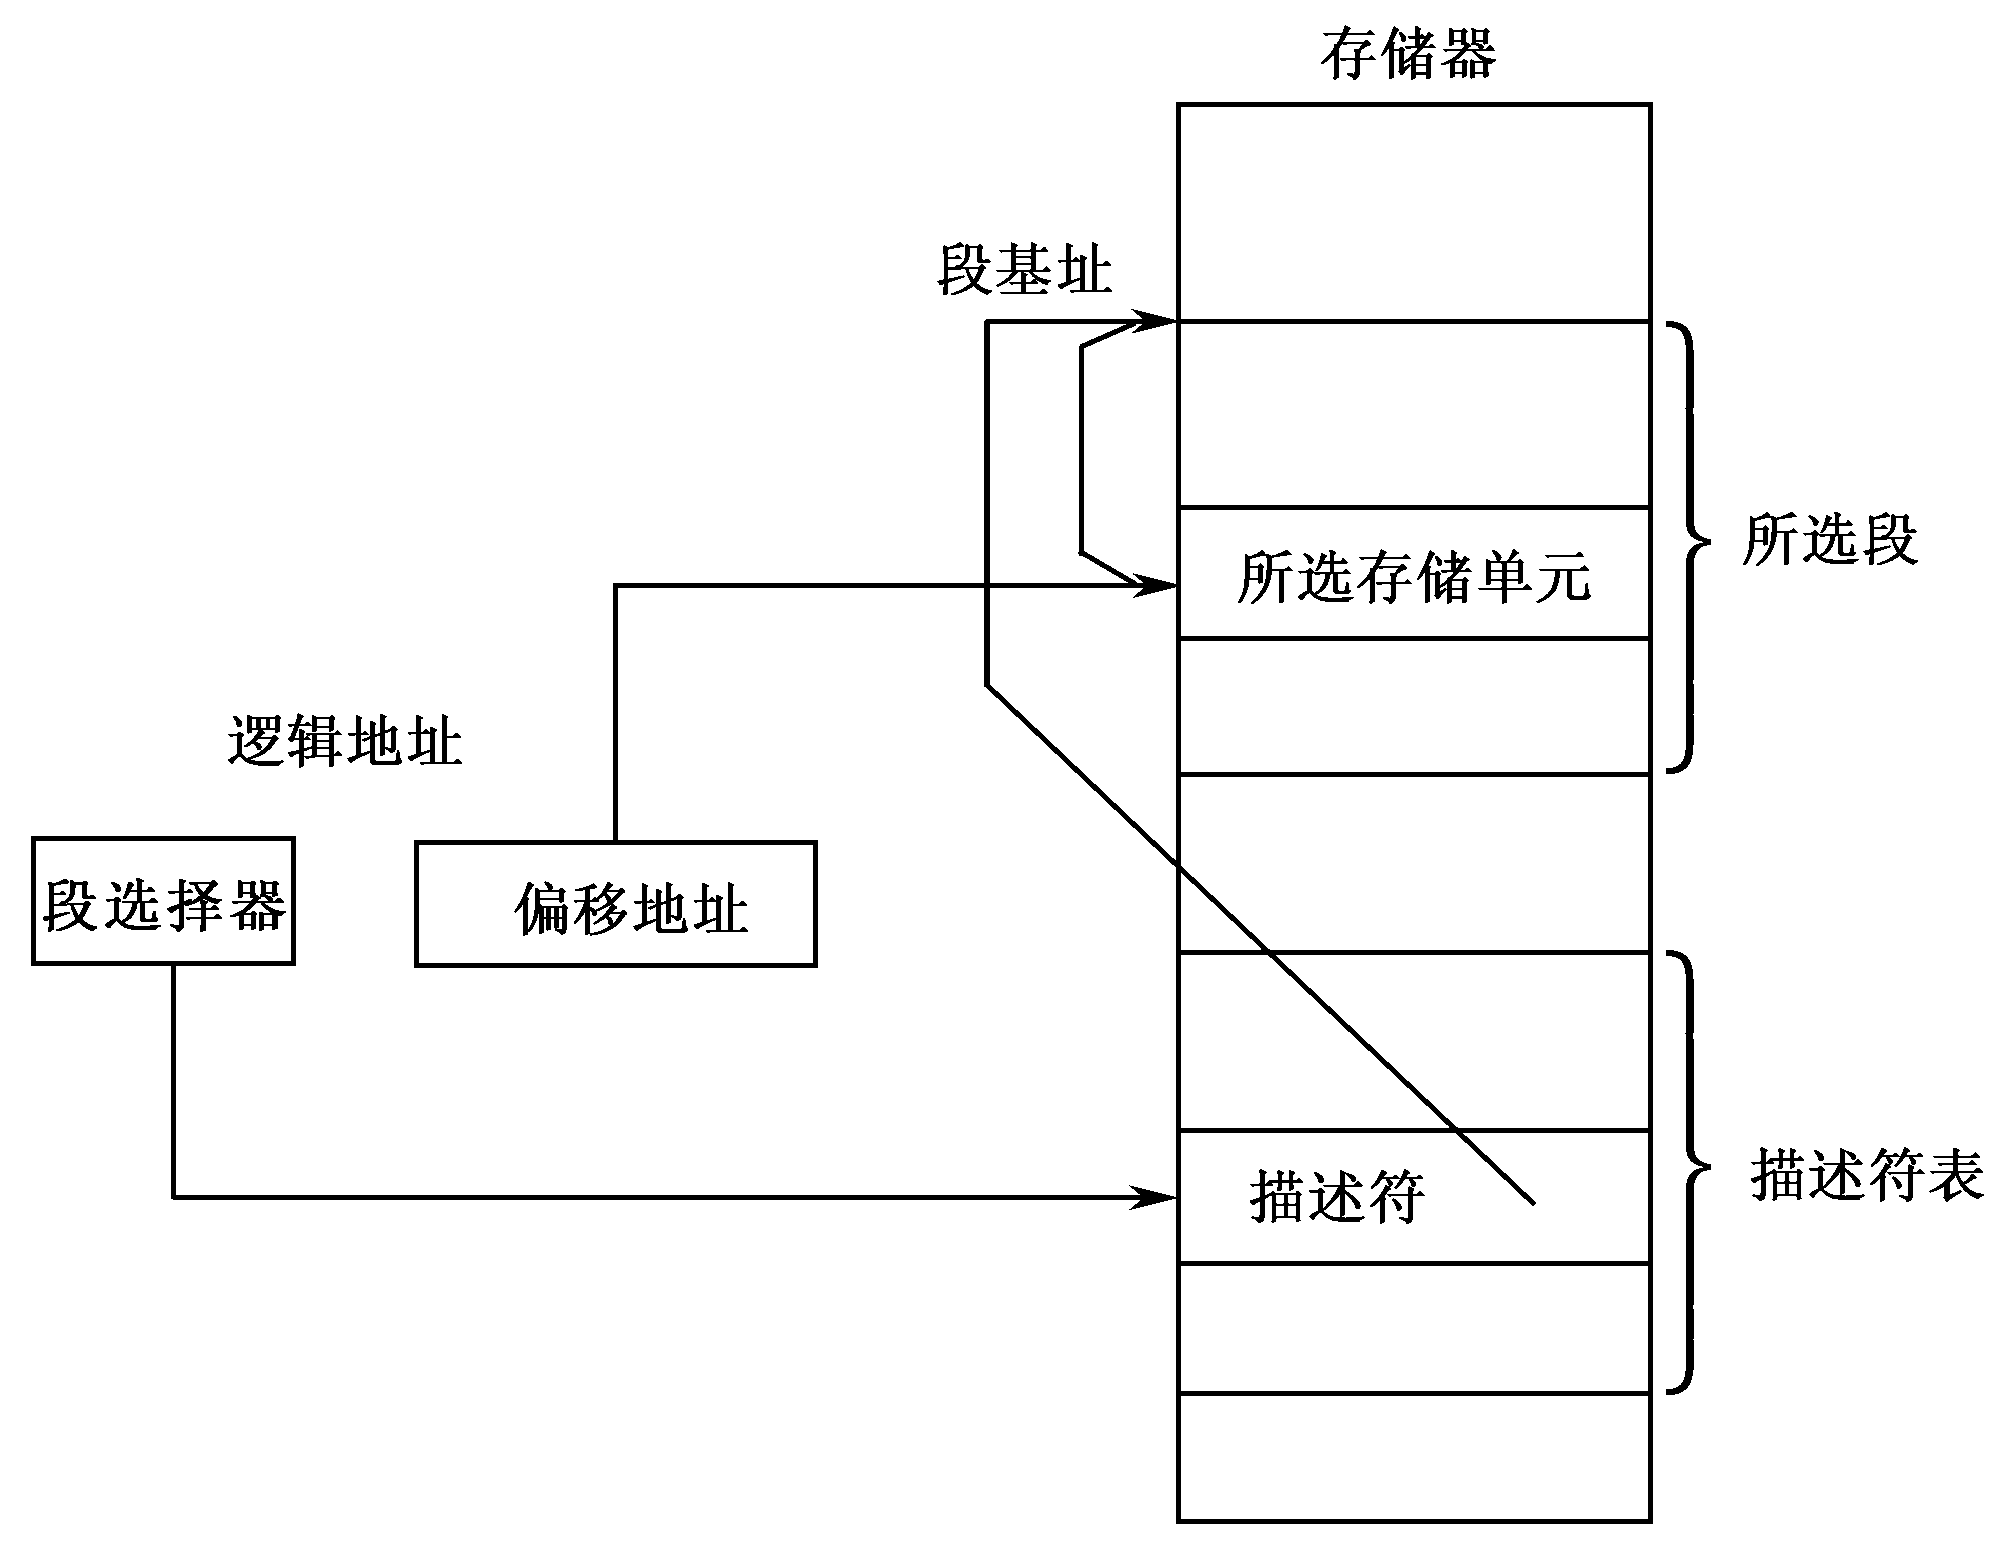 存储器
段基址
所选段
所选存储单元
逻辑地址
段选择器
偏移地址
描述符
描述符表